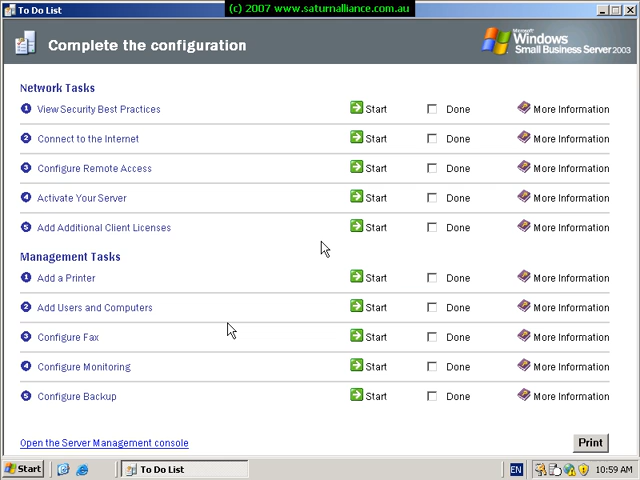 To Do List
(c) 2007 www.saturnalliance.com.au
Complete the configuration
Microsoft
Windows
Small Business Server 2003
Network Tasks
1 View Security Best Practices Start Done More Information
2 Connect to the Internet Start Done More Information
3 Configure Remote Access Start Done More Information
4 Activate Your Server Start Done More Information
5 Add Additional Client Licenses Start Done More Information
Management Tasks
1 Add a Printer Start Done More Information
2 Add Users and Computers Start Done More Information
3 Configure Fax Start Done More Information
4 Configure Monitoring Start Done More Information
5 Configure Backup Start Done More Information
Open the Server Management console
Print
Start To Do List EN 10:59 AM